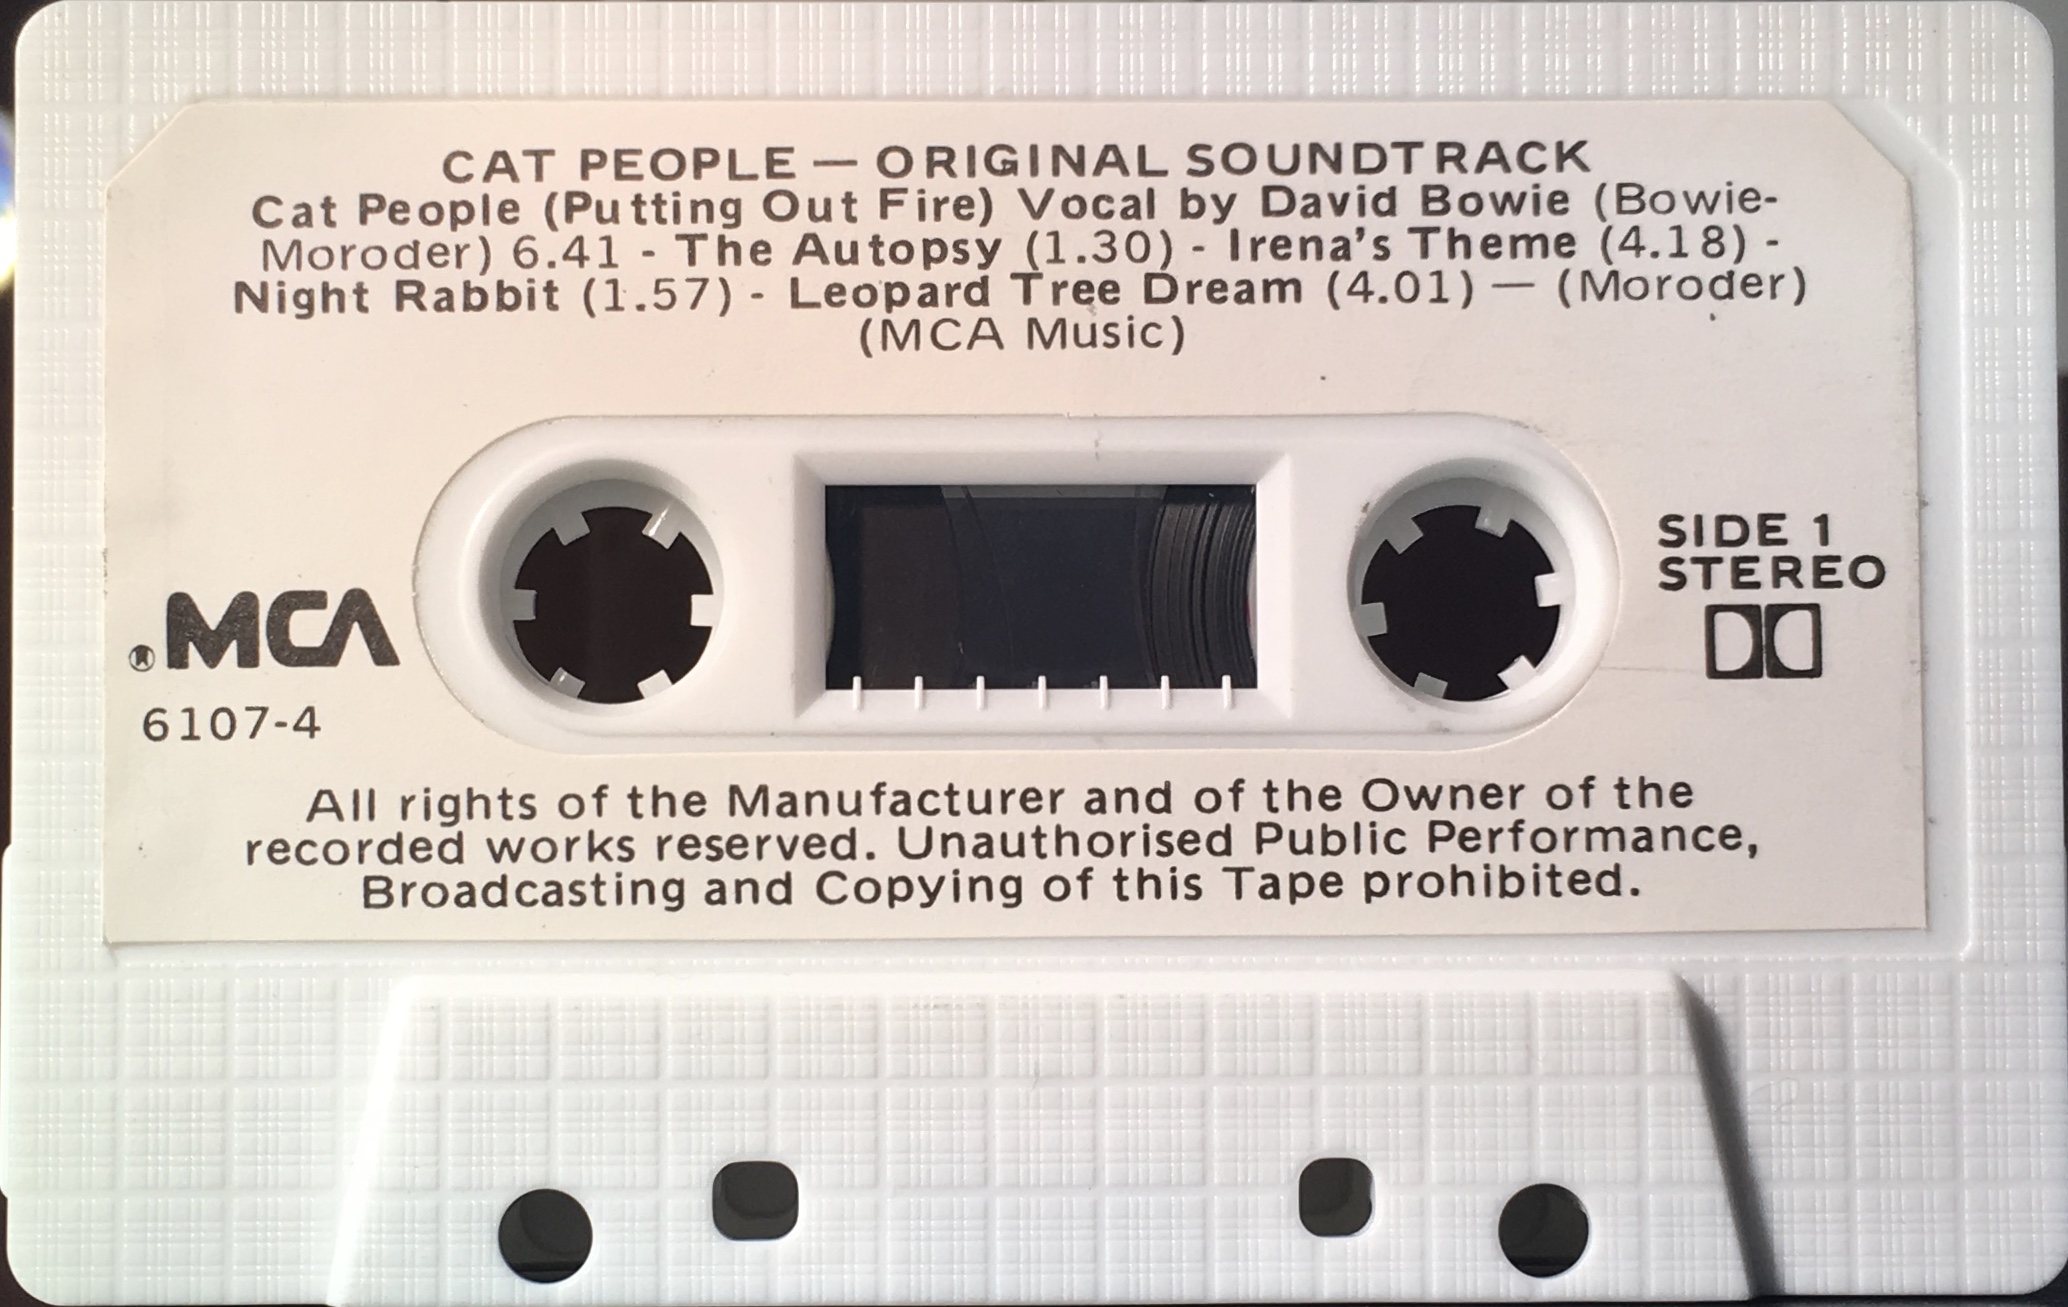 CAT PEOPLE — ORIGINAL SOUNDTRACK
Cat People (Putting Out Fire) Vocal by David Bowie (Bowie-
Moroder) 6.41 - The Autopsy (1.30) - Irena's Theme (4.18) -
Night Rabbit (1.57) - Leopard Tree Dream (4.01) — (Moroder)
(MCA Music)
SIDE 1
STEREO
MCA
6107-4
All rights of the Manufacturer and of the Owner of the
recorded works reserved. Unauthorised Public Performance,
Broadcasting and Copying of this Tape prohibited.